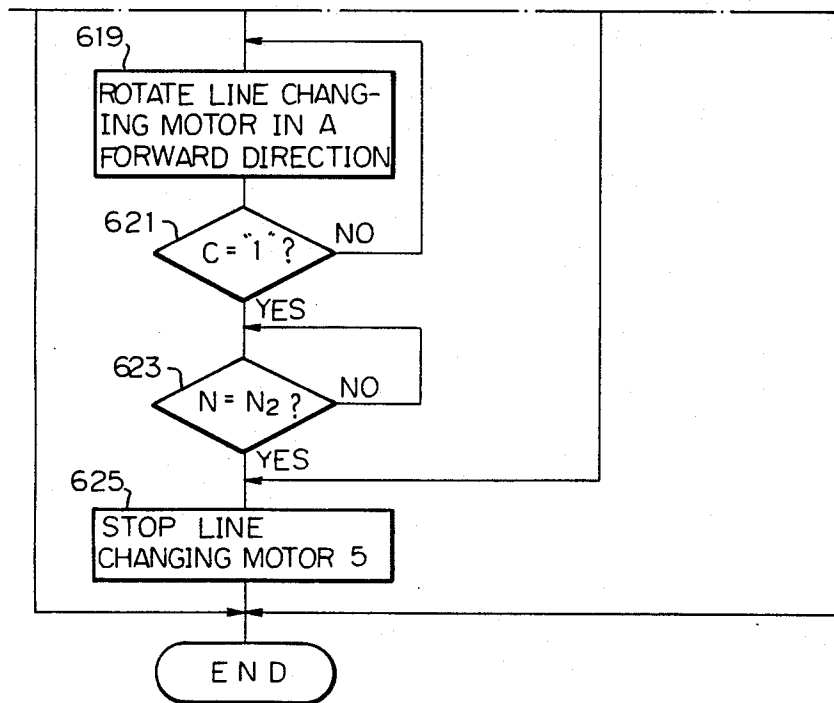 619
ROTATE LINE CHANG-
ING MOTOR IN A
FORWARD DIRECTION
621
C = "1" ?
NO
YES
623
N = N2 ?
NO
YES
625
STOP LINE
CHANGING MOTOR 5
END